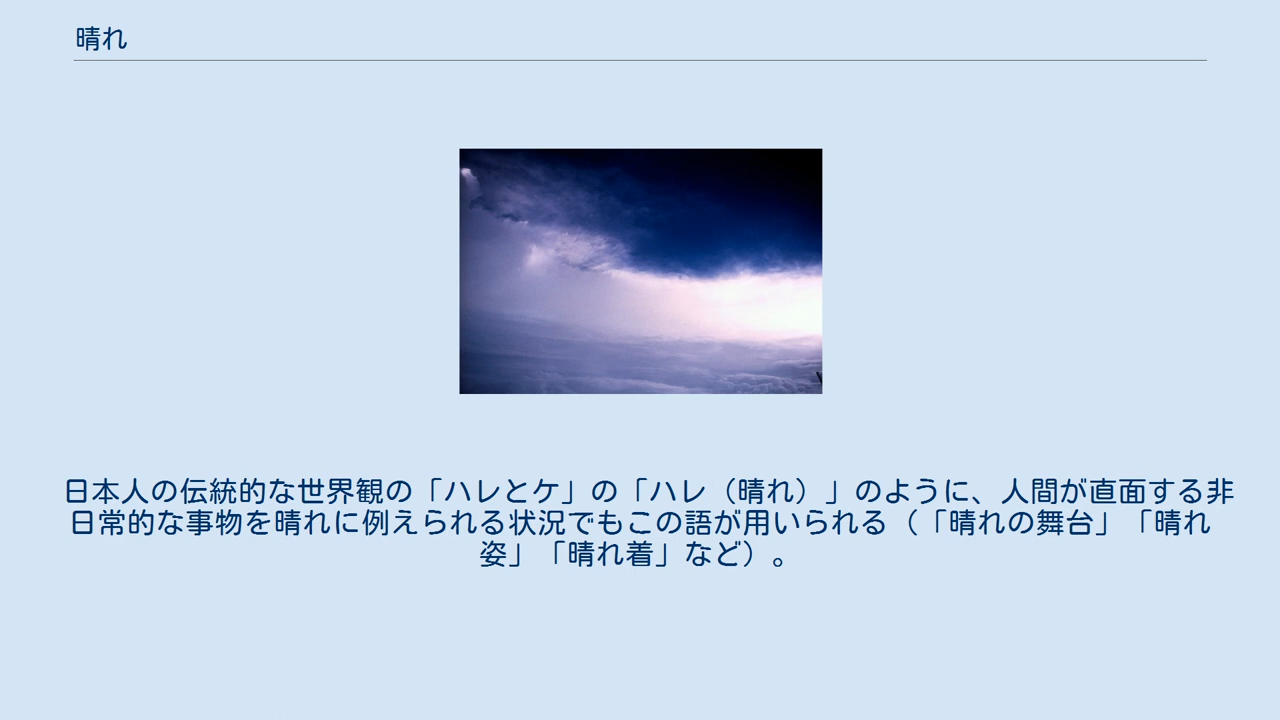 晴れ
日本人の伝統的な世界観の「ハレとケ」の「ハレ（晴れ）」のように、人間が直面する非
日常的な事物を晴れに例えられる状況でもこの語が用いられる（「晴れの舞台」「晴れ
姿」「晴れ着」など）。